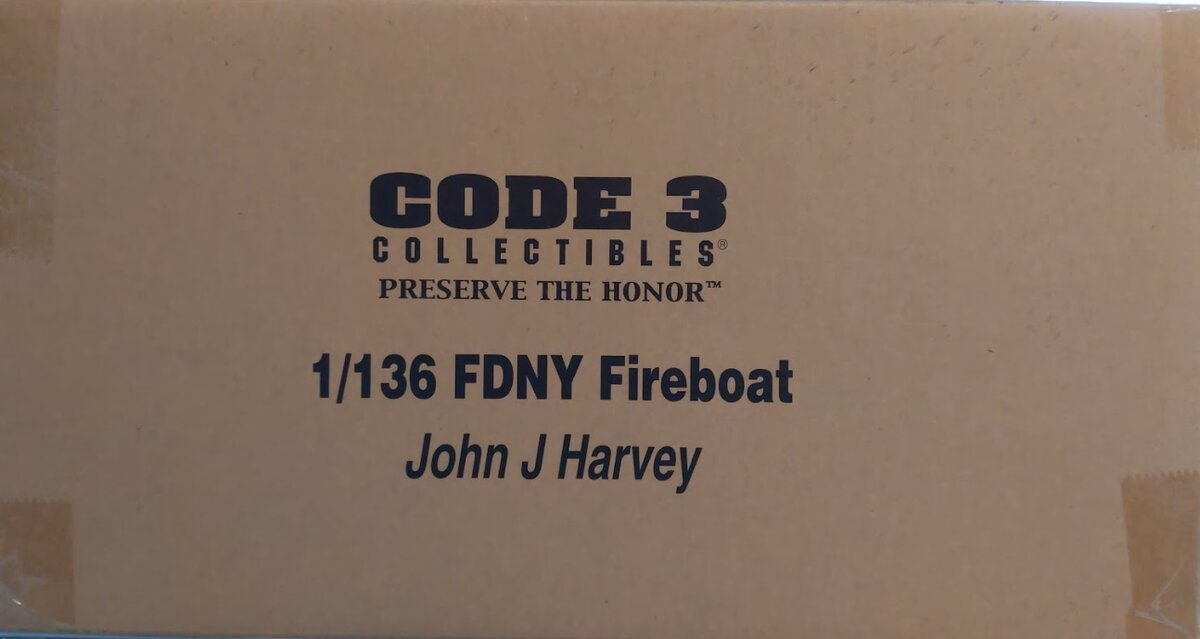 CODE 3
COLLECTIBLES®
PRESERVE THE HONOR™
1/136 FDNY Fireboat
John J Harvey